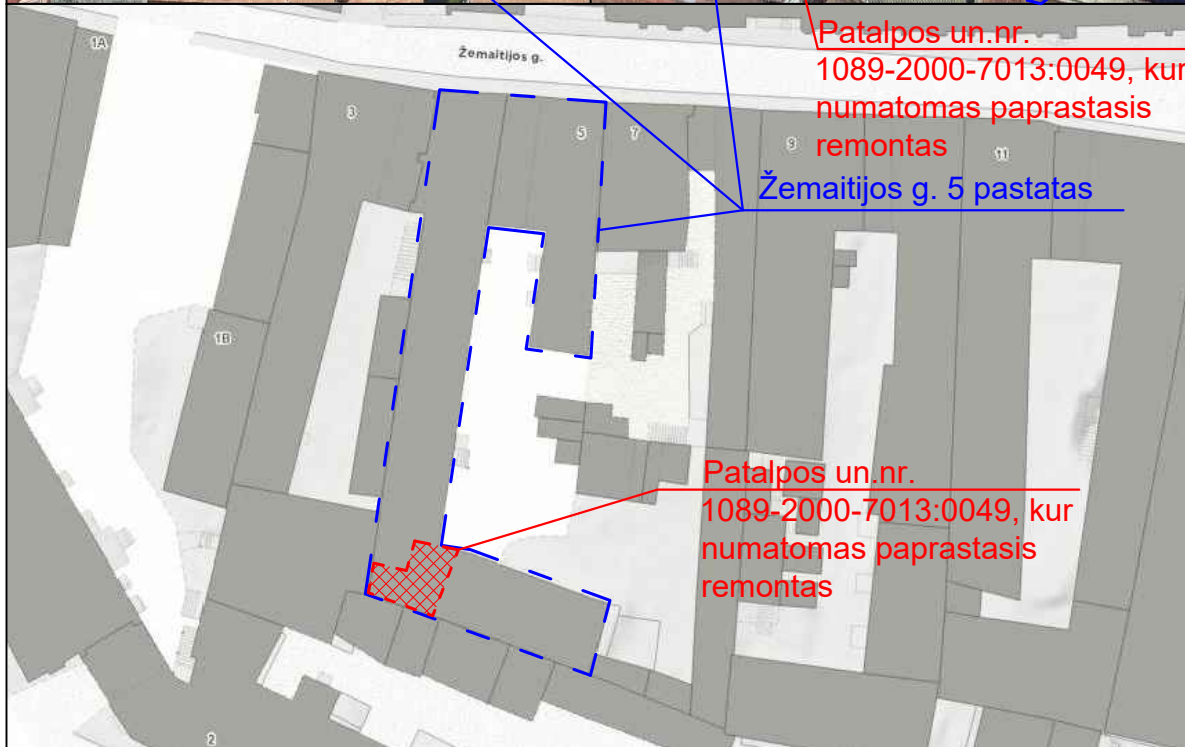 Patalpos un.nr.
1089-2000-7013:0049, kur
numatomas paprastasis
remontas
1A
Žemaitijos g.
3
5
7
9
11
Žemaitijos g. 5 pastatas
1B
Patalpos un.nr.
1089-2000-7013:0049, kur
numatomas paprastasis
remontas
2